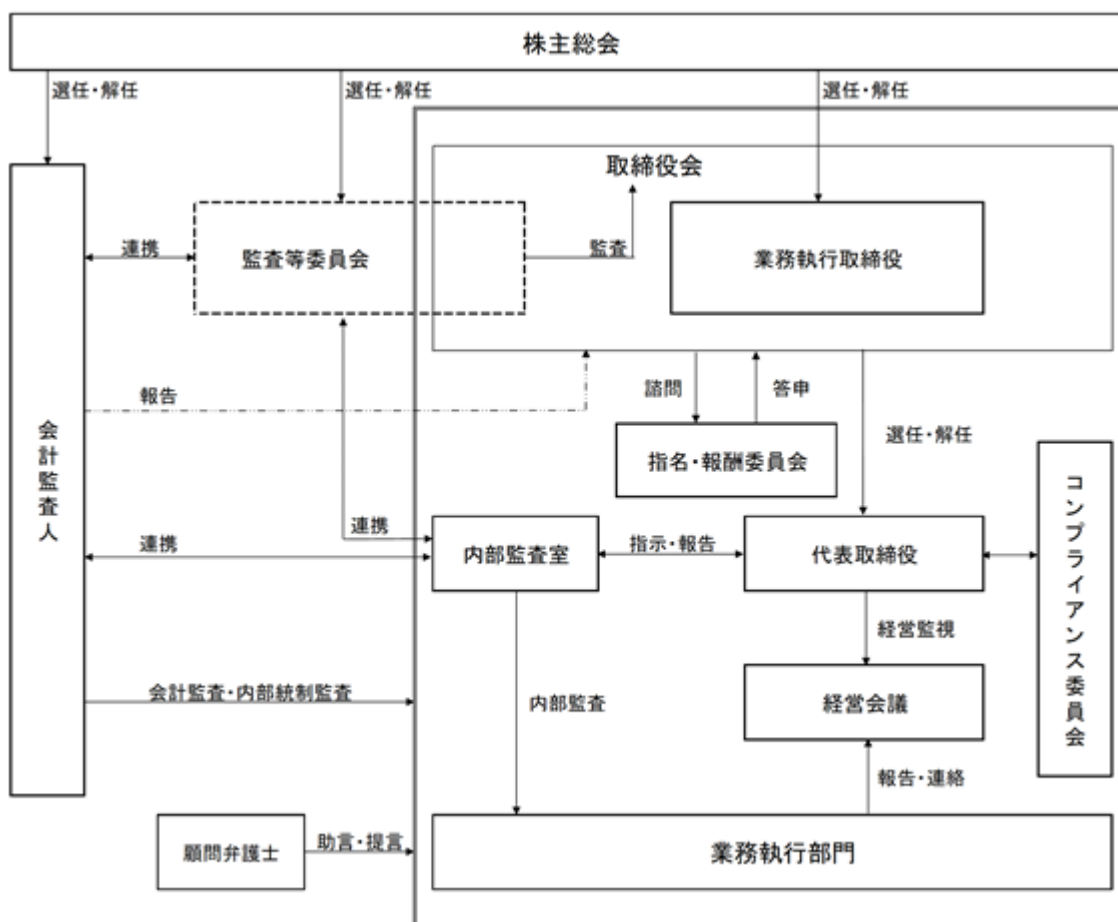 株主総会
選任・解任
選任・解任
選任・解任
取締役会
連携
監査等委員会
監査
業務執行取締役
報告
諮問
答申
選任・解任
会計監査人
指名・報酬委員会
コンプライアンス委員会
連携
連携
内部監査室
指示・報告
代表取締役
経営監視
会計監査・内部統制監査
内部監査
経営会議
報告・連絡
顧問弁護士
助言・提言
業務執行部門